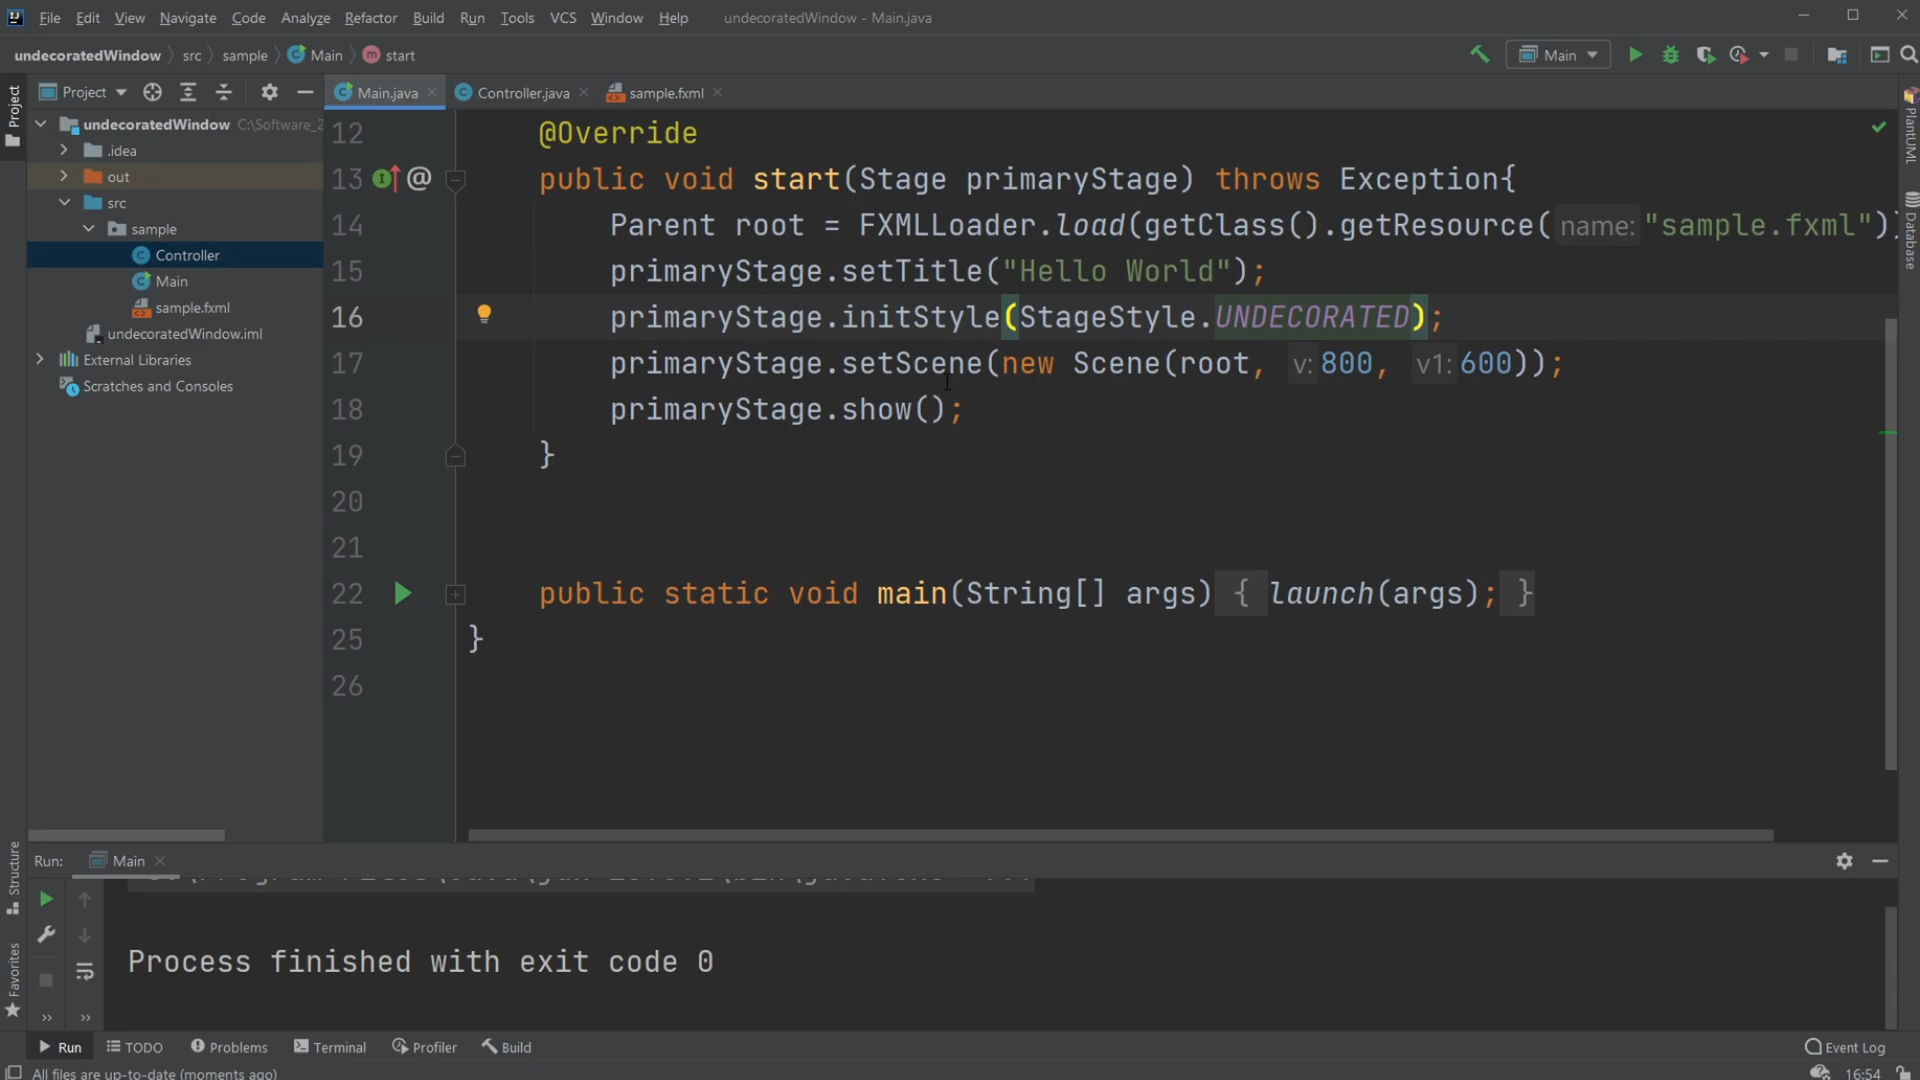 File Edit View Navigate Code Analyze Refactor Build Run Tools VCS Window Help undecoratedWindow - Main.java
undecoratedWindow src sample Main start
Main
Project
Main.java Controller.java sample.fxml
Project
undecoratedWindow C:\Software_2
.idea
out
src
sample
Controller
Main
sample.fxml
undecoratedWindow.iml
External Libraries
Scratches and Consoles
12 @Override
13 public void start(Stage primaryStage) throws Exception{
14 Parent root = FXMLLoader.load(getClass().getResource( name: "sample.fxml"))
15 primaryStage.setTitle("Hello World");
16 primaryStage.initStyle(StageStyle.UNDECORATED);
17 primaryStage.setScene(new Scene(root, v: 800, v1: 600));
18 primaryStage.show();
19 }
20
21
22 public static void main(String[] args) { launch(args); }
25 }
26
PlantUML
Database
Structure
Favorites
Run: Main
Process finished with exit code 0
Run TODO Problems Terminal Profiler Build Event Log
All files are up-to-date (moments ago) 16:54